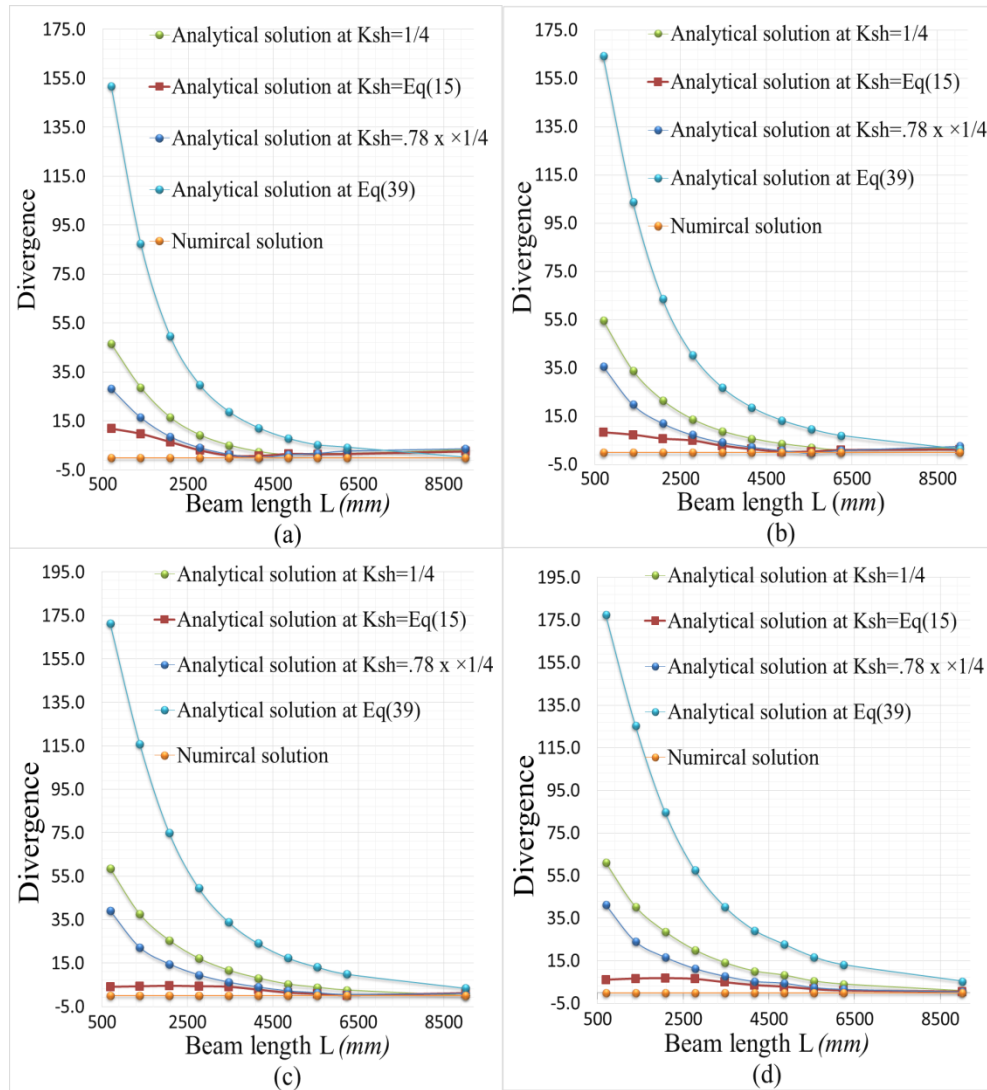 175.0
155.0
135.0
115.0
95.0
75.0
55.0
35.0
15.0
-5.0
Divergence
Analytical solution at Ksh=1/4
Analytical solution at Ksh=Eq(15)
Analytical solution at Ksh=.78 x ×1/4
Analytical solution at Eq(39)
Numircal solution
500 2500 4500 6500 8500
Beam length L (mm)
(a)
175.0
155.0
135.0
115.0
95.0
75.0
55.0
35.0
15.0
-5.0
Divergence
Analytical solution at Ksh=1/4
Analytical solution at Ksh=Eq(15)
Analytical solution at Ksh=.78 x ×1/4
Analytical solution at Eq(39)
Numircal solution
500 2500 4500 6500 8500
Beam length L (mm)
(b)
195.0
175.0
155.0
135.0
115.0
95.0
75.0
55.0
35.0
15.0
-5.0
Divergence
Analytical solution at Ksh=1/4
Analytical solution at Ksh=Eq(15)
Analytical solution at Ksh=.78 x ×1/4
Analytical solution at Eq(39)
Numircal solution
500 2500 4500 6500 8500
Beam length L (mm)
(c)
195.0
175.0
155.0
135.0
115.0
95.0
75.0
55.0
35.0
15.0
-5.0
Divergence
Analytical solution at Ksh=1/4
Analytical solution at Ksh=Eq(15)
Analytical solution at Ksh=.78 x ×1/4
Analytical solution at Eq(39)
Numircal solution
500 2500 4500 6500 8500
Beam length L (mm)
(d)